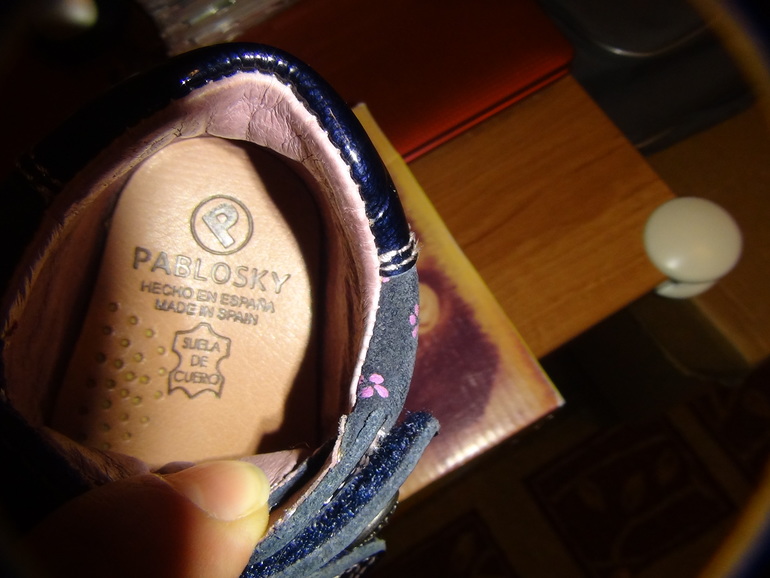 P
PABLOSKY
HECHO EN ESPAÑA
MADE IN SPAIN
SUELA
DE
CUERO